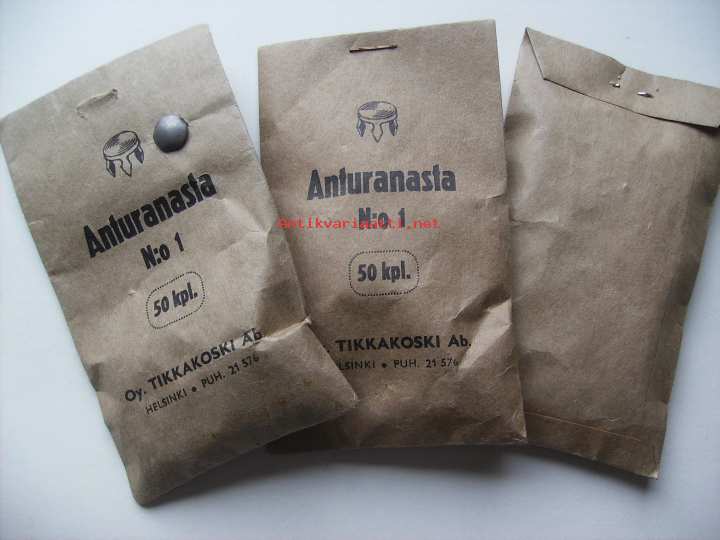 Anturanasta
N:o 1
50 kpl.
Oy. TIKKAKOSKI Ab
HELSINKI • PUH. 21 576
Anturanasta
N:o 1
50 kpl.
TIKKAKOSKI Ab.
ELSINKI • PUH. 21 576
Antikvariaatti.net